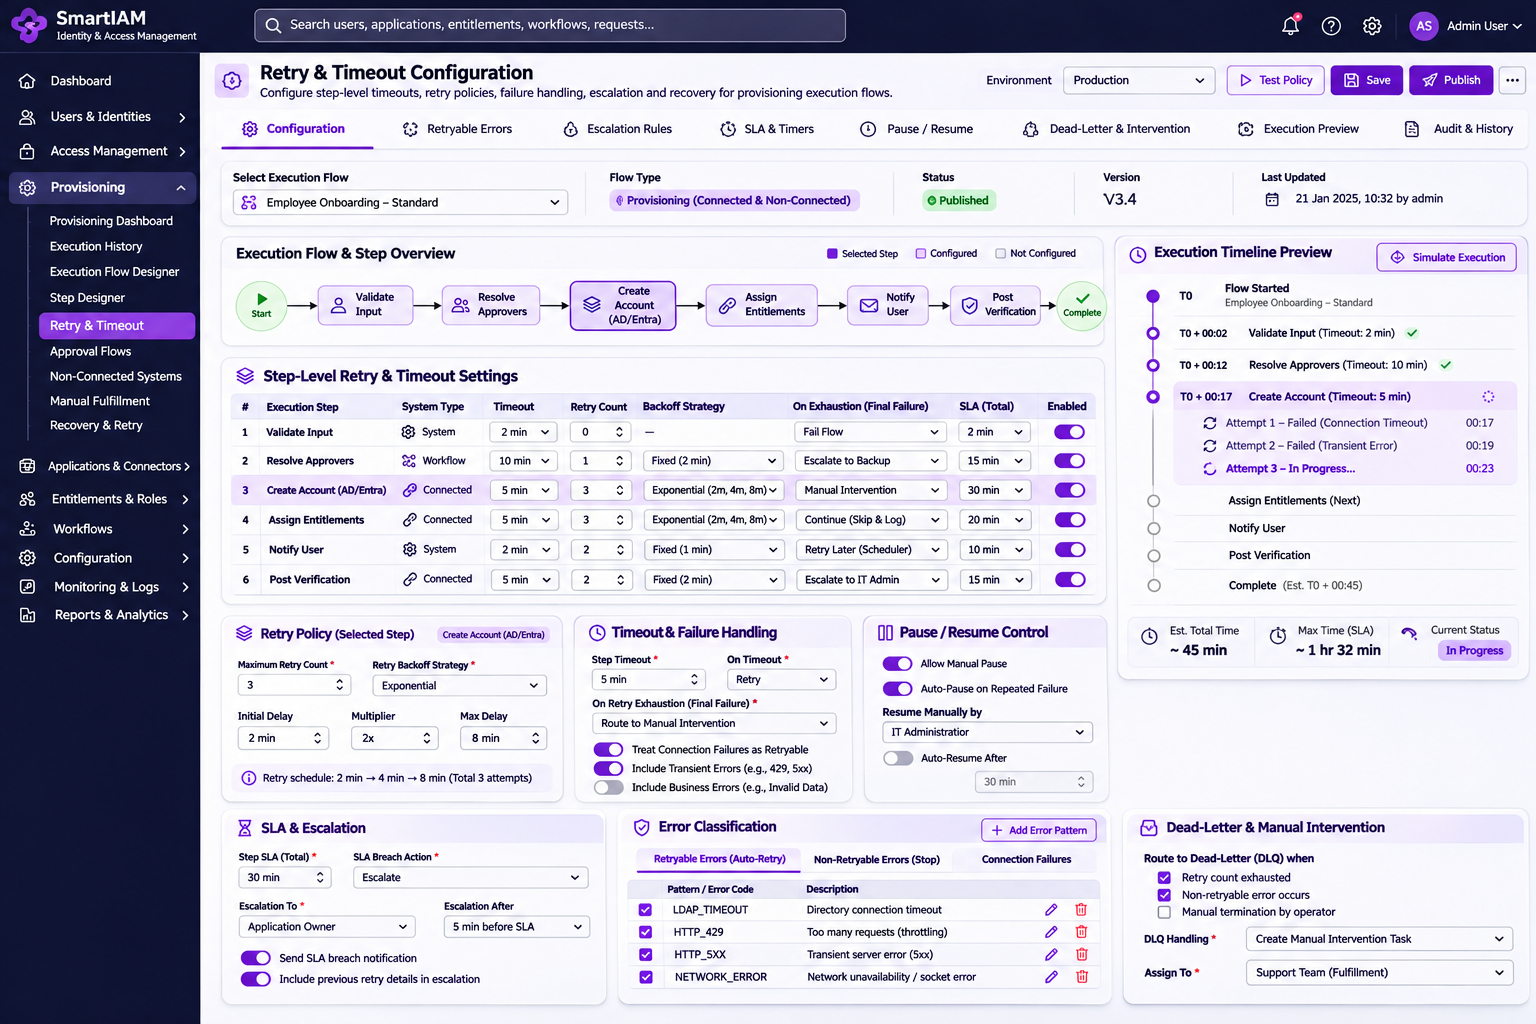 SmartIAM
Identity & Access Management
Search users, applications, entitlements, workflows, requests...
AS
Admin User
Dashboard
Users & Identities
Access Management
Provisioning
Provisioning Dashboard
Execution History
Execution Flow Designer
Step Designer
Retry & Timeout
Approval Flows
Non-Connected Systems
Manual Fulfillment
Recovery & Retry
Applications & Connectors
Entitlements & Roles
Workflows
Configuration
Monitoring & Logs
Reports & Analytics
Retry & Timeout Configuration
Configure step-level timeouts, retry policies, failure handling, escalation and recovery for provisioning execution flows.
Environment
Production
Test Policy
Save
Publish
Configuration
Retryable Errors
Escalation Rules
SLA & Timers
Pause / Resume
Dead-Letter & Intervention
Execution Preview
Audit & History
Select Execution Flow
Employee Onboarding – Standard
Flow Type
Provisioning (Connected & Non-Connected)
Status
Published
Version
V3.4
Last Updated
21 Jan 2025, 10:32 by admin
Execution Flow & Step Overview
Selected Step
Configured
Not Configured
Start
Validate
Input
Resolve
Approvers
Create
Account
(AD/Entra)
Assign
Entitlements
Notify
User
Post
Verification
Complete
Step-Level Retry & Timeout Settings
# Execution Step System Type Timeout Retry Count Backoff Strategy On Exhaustion (Final Failure) SLA (Total) Enabled
1 Validate Input System 2 min 0 — Fail Flow 2 min
2 Resolve Approvers Workflow 10 min 1 Fixed (2 min) Escalate to Backup 15 min
3 Create Account (AD/Entra) Connected 5 min 3 Exponential (2m, 4m, 8m) Manual Intervention 30 min
4 Assign Entitlements Connected 5 min 3 Exponential (2m, 4m, 8m) Continue (Skip & Log) 20 min
5 Notify User System 2 min 2 Fixed (1 min) Retry Later (Scheduler) 10 min
6 Post Verification Connected 5 min 2 Fixed (2 min) Escalate to IT Admin 15 min
Execution Timeline Preview
Simulate Execution
T0 Flow Started
Employee Onboarding – Standard
T0 + 00:02 Validate Input (Timeout: 2 min)
T0 + 00:12 Resolve Approvers (Timeout: 10 min)
T0 + 00:17 Create Account (Timeout: 5 min)
Attempt 1 – Failed (Connection Timeout) 00:17
Attempt 2 – Failed (Transient Error) 00:19
Attempt 3 – In Progress... 00:23
Assign Entitlements (Next)
Notify User
Post Verification
Complete (Est. T0 + 00:45)
Est. Total Time
~ 45 min
Max Time (SLA)
~ 1 hr 32 min
Current Status
In Progress
Retry Policy (Selected Step)
Create Account (AD/Entra)
Maximum Retry Count *
3
Retry Backoff Strategy *
Exponential
Initial Delay
2 min
Multiplier
2x
Max Delay
8 min
Retry schedule: 2 min → 4 min → 8 min (Total 3 attempts)
Timeout & Failure Handling
Step Timeout *
5 min
On Timeout *
Retry
On Retry Exhaustion (Final Failure) *
Route to Manual Intervention
Treat Connection Failures as Retryable
Include Transient Errors (e.g., 429, 5xx)
Include Business Errors (e.g., Invalid Data)
Pause / Resume Control
Allow Manual Pause
Auto-Pause on Repeated Failure
Resume Manually by
IT Administratior
Auto-Resume After
30 min
SLA & Escalation
Step SLA (Total) *
30 min
SLA Breach Action *
Escalate
Escalation To *
Application Owner
Escalation After
5 min before SLA
Send SLA breach notification
Include previous retry details in escalation
Error Classification
Add Error Pattern
Retryable Errors (Auto-Retry)
Non-Retryable Errors (Stop)
Connection Failures
Pattern / Error Code Description
LDAP_TIMEOUT Directory connection timeout
HTTP_429 Too many requests (throttling)
HTTP_5XX Transient server error (5xx)
NETWORK_ERROR Network unavailability / socket error
Dead-Letter & Manual Intervention
Route to Dead-Letter (DLQ) when
Retry count exhausted
Non-retryable error occurs
Manual termination by operator
DLQ Handling *
Create Manual Intervention Task
Assign To *
Support Team (Fulfillment)